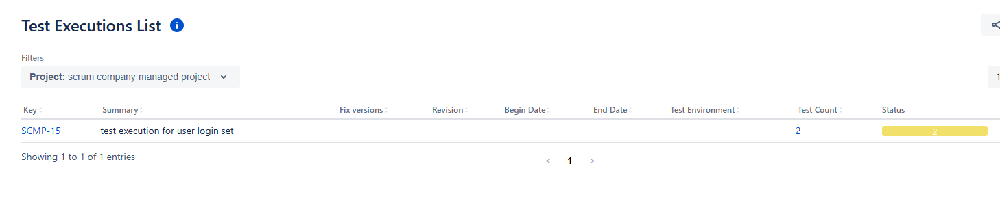 Test Executions List
Filters
Project: scrum company managed project
1
Key Summary Fix versions Revision Begin Date End Date Test Environment Test Count Status
SCMP-15 test execution for user login set 2 2
Showing 1 to 1 of 1 entries
< 1 >